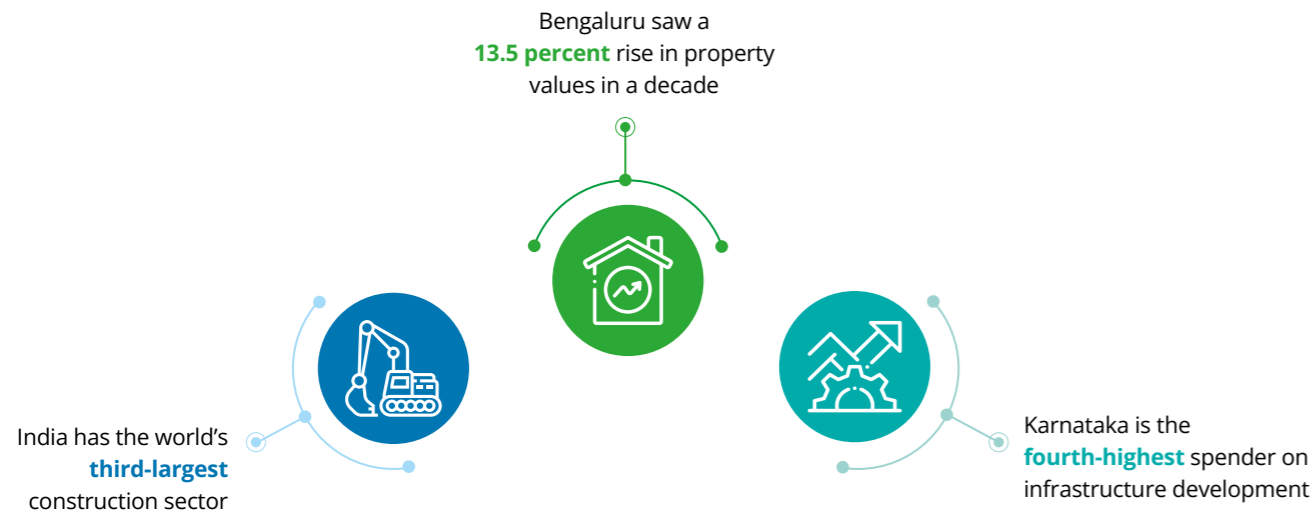 Bengaluru saw a
13.5 percent rise in property
values in a decade
India has the world’s
third-largest
construction sector
Karnataka is the
fourth-highest spender on
infrastructure development